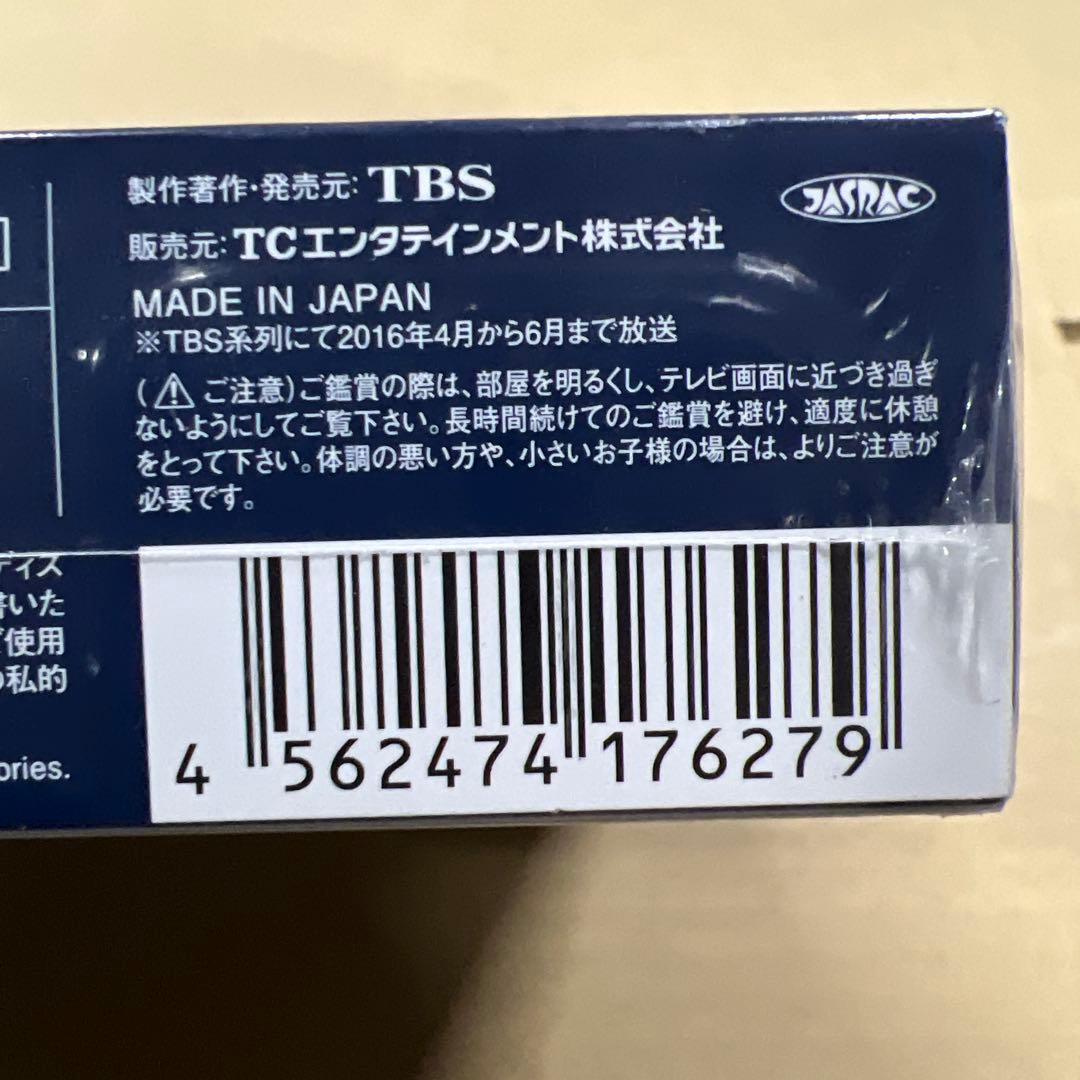 製作著作・発売元：TBS
JASRAC
販売元：TCエンタテインメント株式会社
MADE IN JAPAN
※TBS系列にて2016年4月から6月まで放送
（⚠ご注意）ご鑑賞の際は、部屋を明るくし、テレビ画面に近づき過ぎ
ないようにしてご覧下さい。長時間続けてのご鑑賞を避け、適度に休憩
をとって下さい。体調の悪い方や、小さいお子様の場合は、よりご注意が
必要です。
ディス
書いた
使用
私的
ories.
4 562474 176279